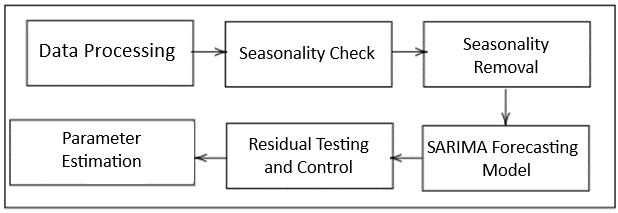 Data Processing
Seasonality Check
Seasonality
Removal
SARIMA Forecasting
Model
Residual Testing
and Control
Parameter
Estimation